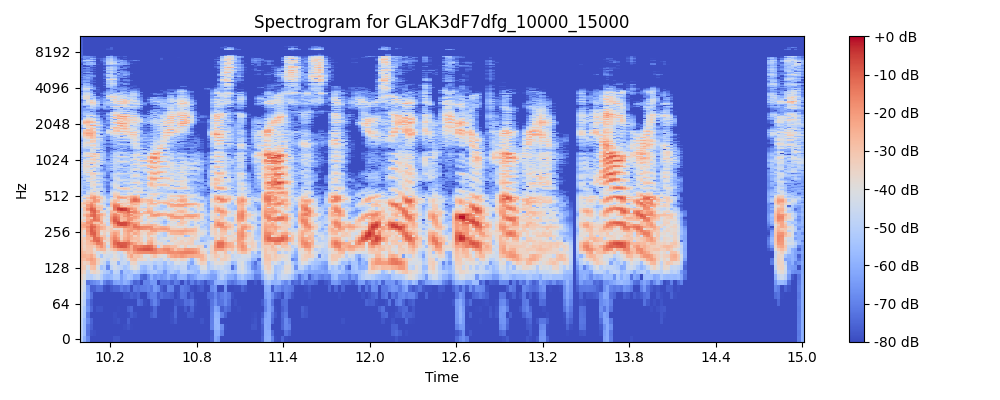 Spectrogram for GLAK3dF7dfg_10000_15000
Hz
8192
4096
2048
1024
512
256
128
64
0
10.2 10.8 11.4 12.0 12.6 13.2 13.8 14.4 15.0
Time
+0 dB
-10 dB
-20 dB
-30 dB
-40 dB
-50 dB
-60 dB
-70 dB
-80 dB